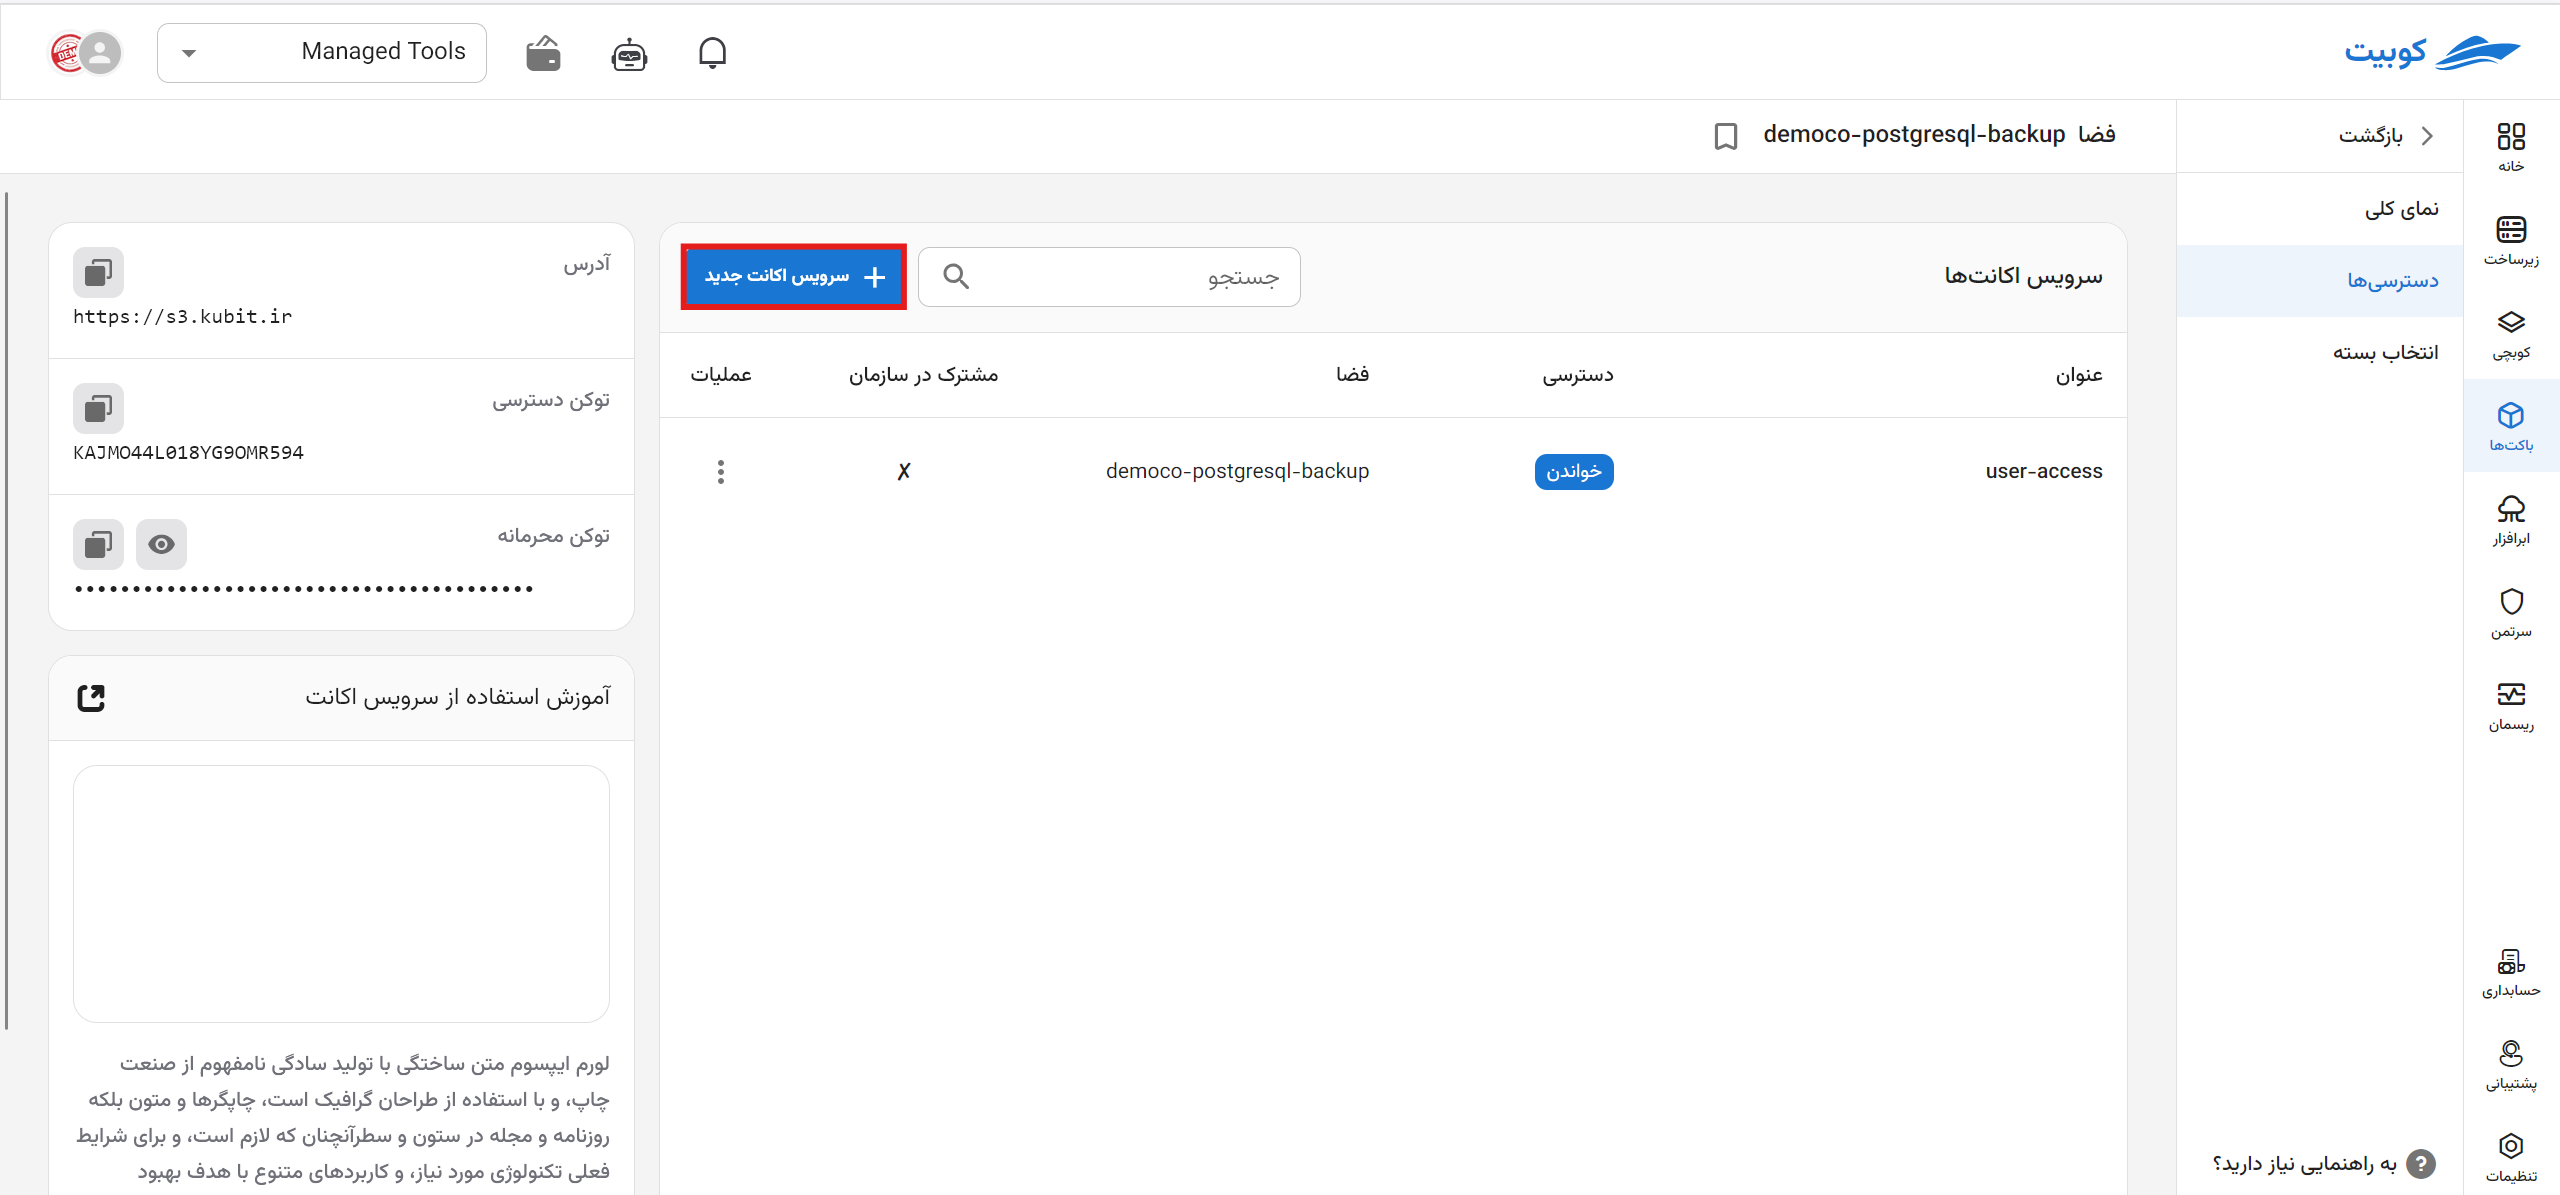 کوبیت
Managed Tools
خانه
زیرساخت
کوبچی
باکت‌ها
ابرافزار
سرتمن
ریسمان
حسابداری
پشتیبانی
تنظیمات
بازگشت
نمای کلی
دسترسی‌ها
انتخاب بسته
به راهنمایی نیاز دارید؟
فضا democo-postgresql-backup
سرویس اکانت‌ها
جستجو
سرویس اکانت جدید
عنوان دسترسی فضا مشترک در سازمان عملیات
user-access خواندن democo-postgresql-backup ✗
آدرس
https://s3.kubit.ir
توکن دسترسی
KAJMO44L018YG9OMR594
توکن محرمانه
••••••••••••••••••••••••••••••••••••••••
آموزش استفاده از سرویس اکانت
لورم ایپسوم متن ساختگی با تولید سادگی نامفهوم از صنعت
چاپ، و با استفاده از طراحان گرافیک است، چاپگرها و متون بلکه
روزنامه و مجله در ستون و سطرآنچنان که لازم است، و برای شرایط
فعلی تکنولوژی مورد نیاز، و کاربردهای متنوع با هدف بهبود